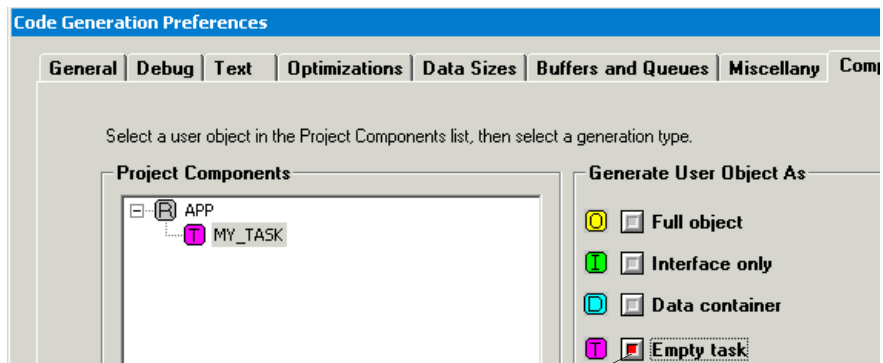 Code Generation Preferences
General Debug Text Optimizations Data Sizes Buffers and Queues Miscellany Comp
Select a user object in the Project Components list, then select a generation type.
Project Components
Generate User Object As
R APP
T MY_TASK
O Full object
I Interface only
D Data container
T Empty task